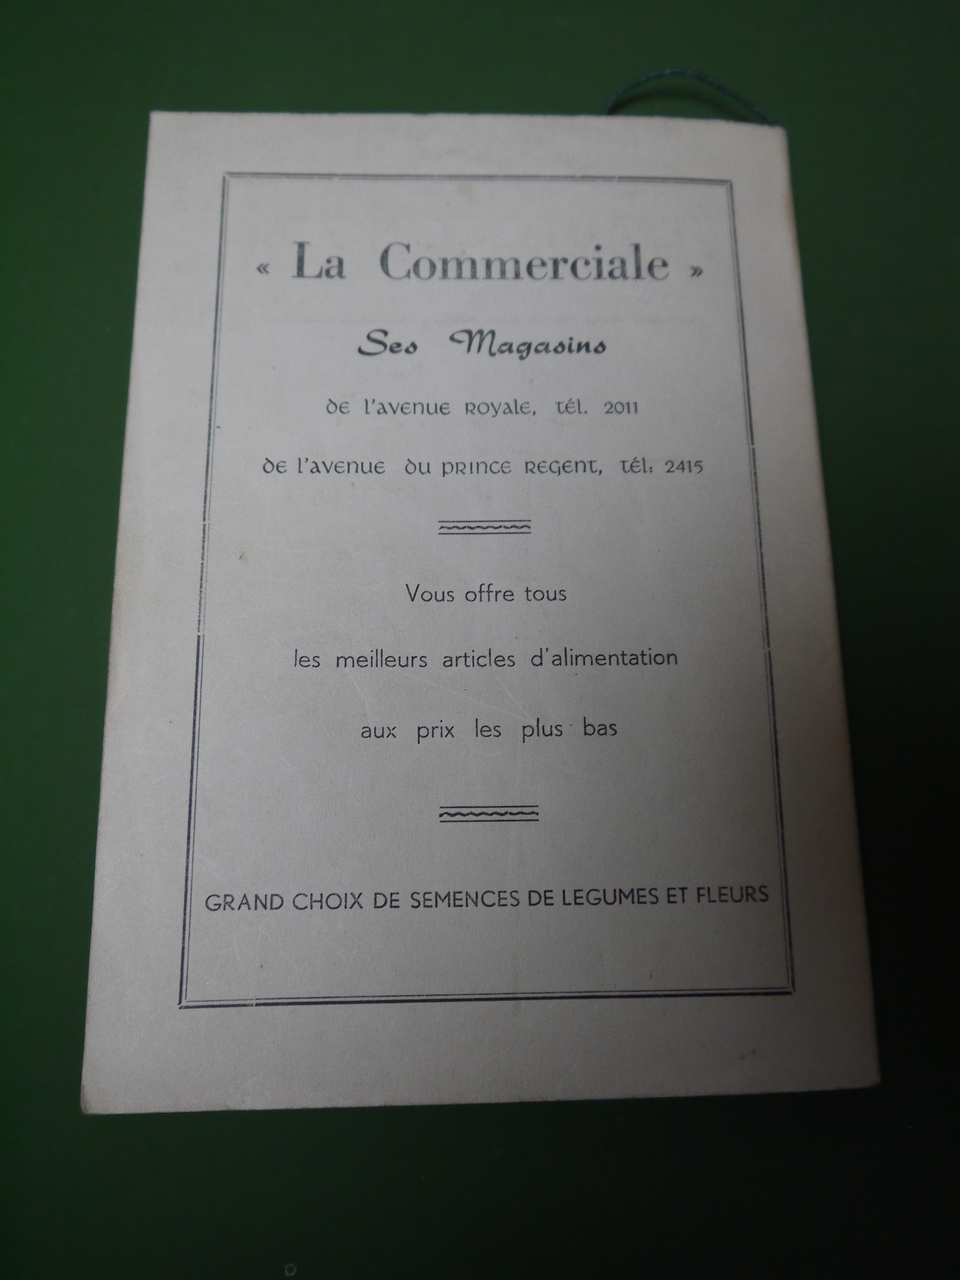 « La Commerciale »
Ses Magasins
de l'avenue Royale, tél. 2011
de l'avenue du Prince Regent, tél. 2415
Vous offre tous
les meilleurs articles d'alimentation
aux prix les plus bas
GRAND CHOIX DE SEMENCES DE LEGUMES ET FLEURS